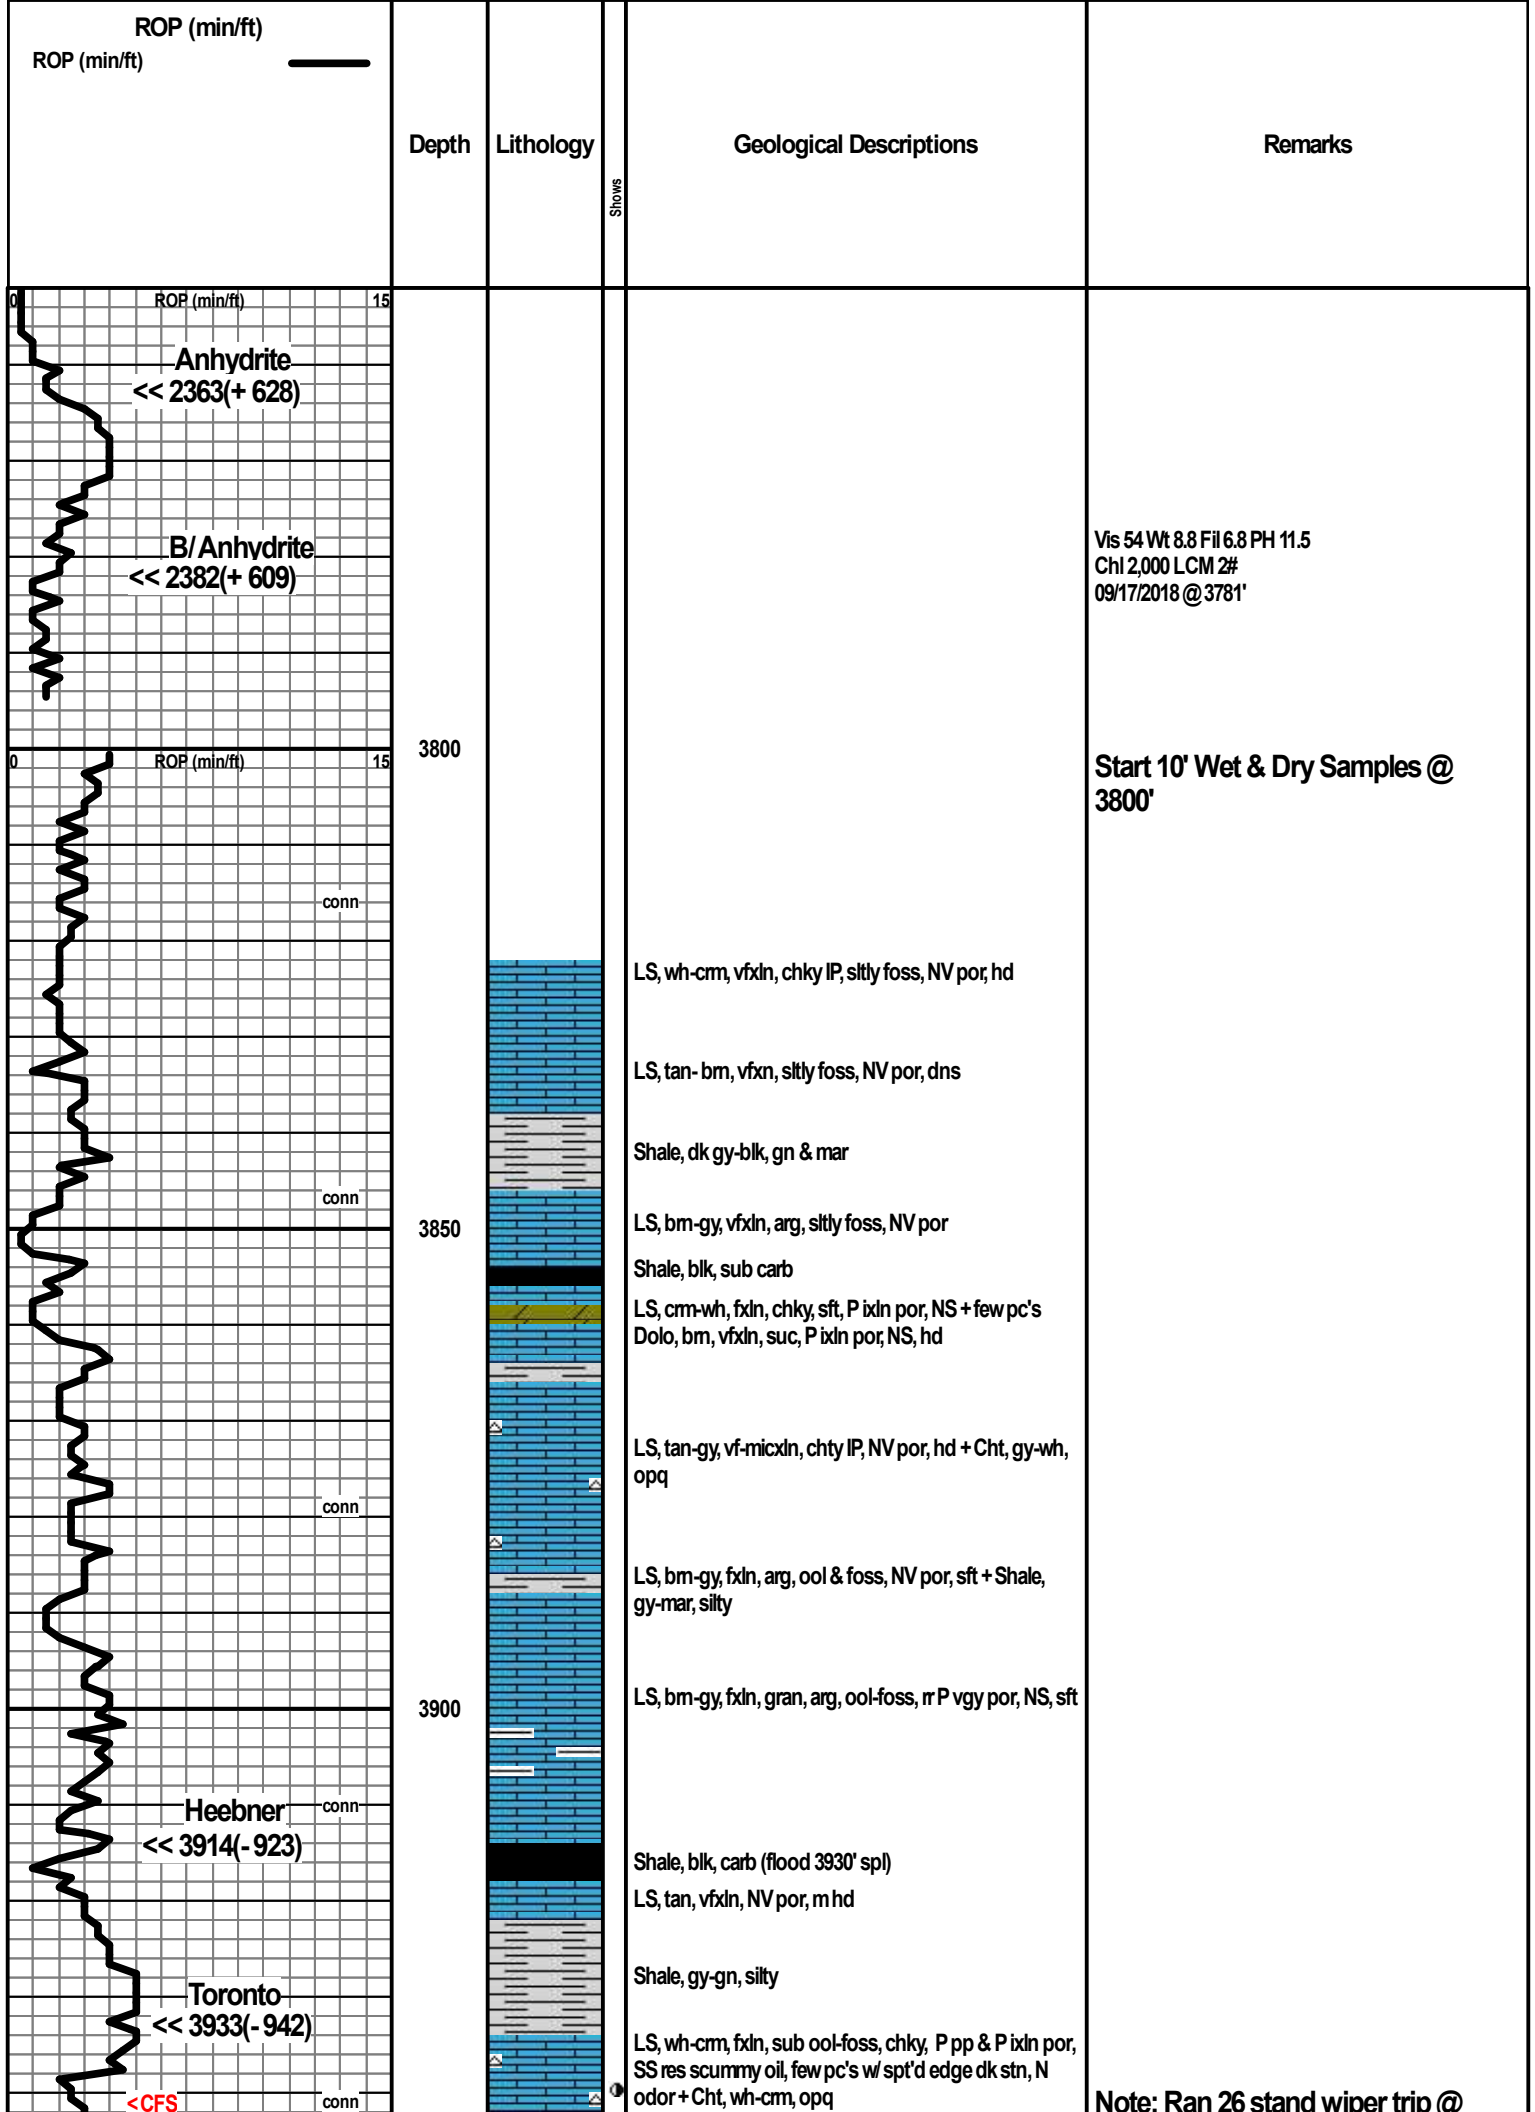 ROP (min/ft)
ROP (min/ft)
Depth
Lithology
Shows
Geological Descriptions
Remarks
0 ROP (min/ft) 15
Anhydrite
<< 2363(+ 628)
B/Anhydrite
<< 2382(+ 609)
Vis 54 Wt 8.8 Fil 6.8 PH 11.5
Chl 2,000 LCM 2#
09/17/2018 @ 3781'
3800
0 ROP (min/ft) 15
Start 10' Wet & Dry Samples @
3800'
conn
LS, wh-crm, vfxln, chky IP, sltly foss, NV por, hd
LS, tan- brn, vfxn, sltly foss, NV por, dns
Shale, dk gy-blk, gn & mar
conn
3850
LS, brn-gy, vfxln, arg, sltly foss, NV por
Shale, blk, sub carb
LS, crm-wh, fxln, chky, sft, P ixln por, NS + few pc's
Dolo, brn, vfxln, suc, P ixln por, NS, hd
LS, tan-gy, vf-micxln, chty IP, NV por, hd + Cht, gy-wh,
opq
conn
LS, brn-gy, fxln, arg, ool & foss, NV por, sft + Shale,
gy-mar, silty
LS, brn-gy, fxln, gran, arg, ool-foss, rr P vgy por, NS, sft
3900
Heebner
conn
<< 3914(- 923)
Shale, blk, carb (flood 3930' spl)
LS, tan, vfxln, NV por, m hd
Shale, gy-gn, silty
Toronto
<< 3933(- 942)
LS, wh-crm, fxln, sub ool-foss, chky, P pp & P ixln por,
SS res scummy oil, few pc's w/ spt'd edge dk stn, N
odor + Cht, wh-crm, opq
<CFS
conn
Note: Ran 26 stand wiper trip @